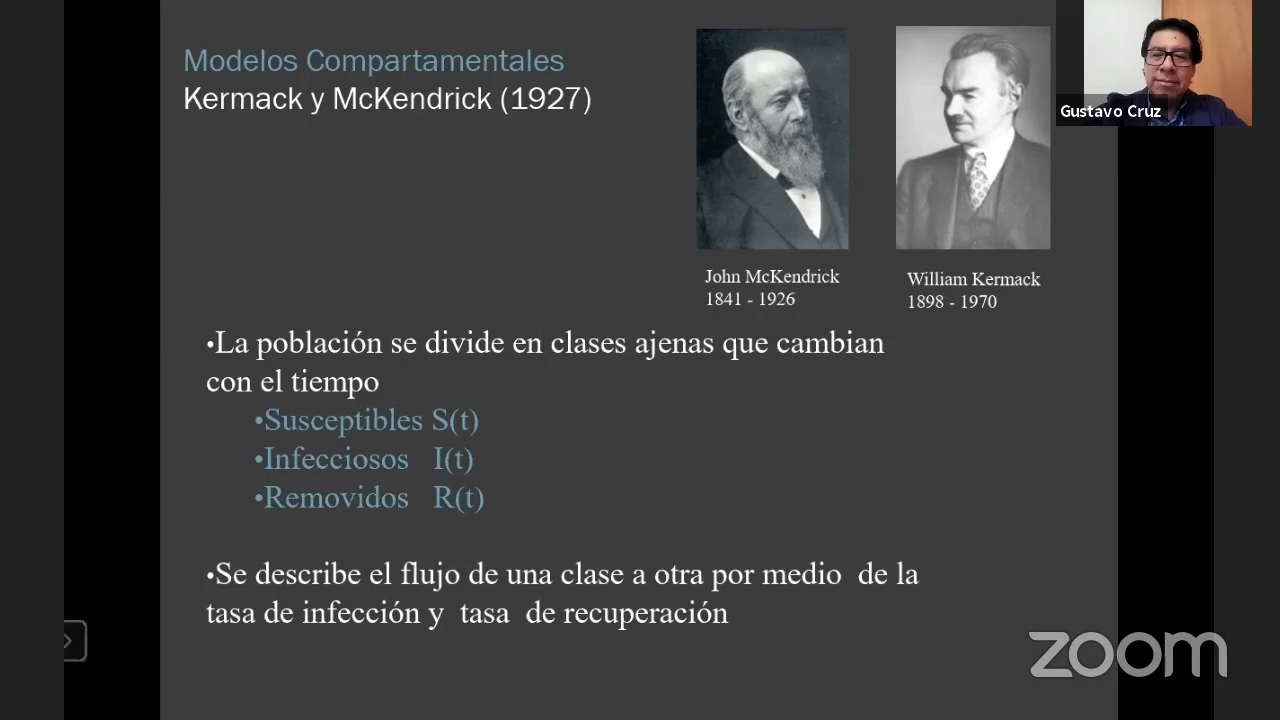 Modelos Compartamentales
Kermack y McKendrick (1927)
Gustavo Cruz
John McKendrick
1841 - 1926
William Kermack
1898 - 1970
•La población se divide en clases ajenas que cambian
con el tiempo
•Susceptibles S(t)
•Infecciosos I(t)
•Removidos R(t)
•Se describe el flujo de una clase a otra por medio de la
tasa de infección y tasa de recuperación
zoom